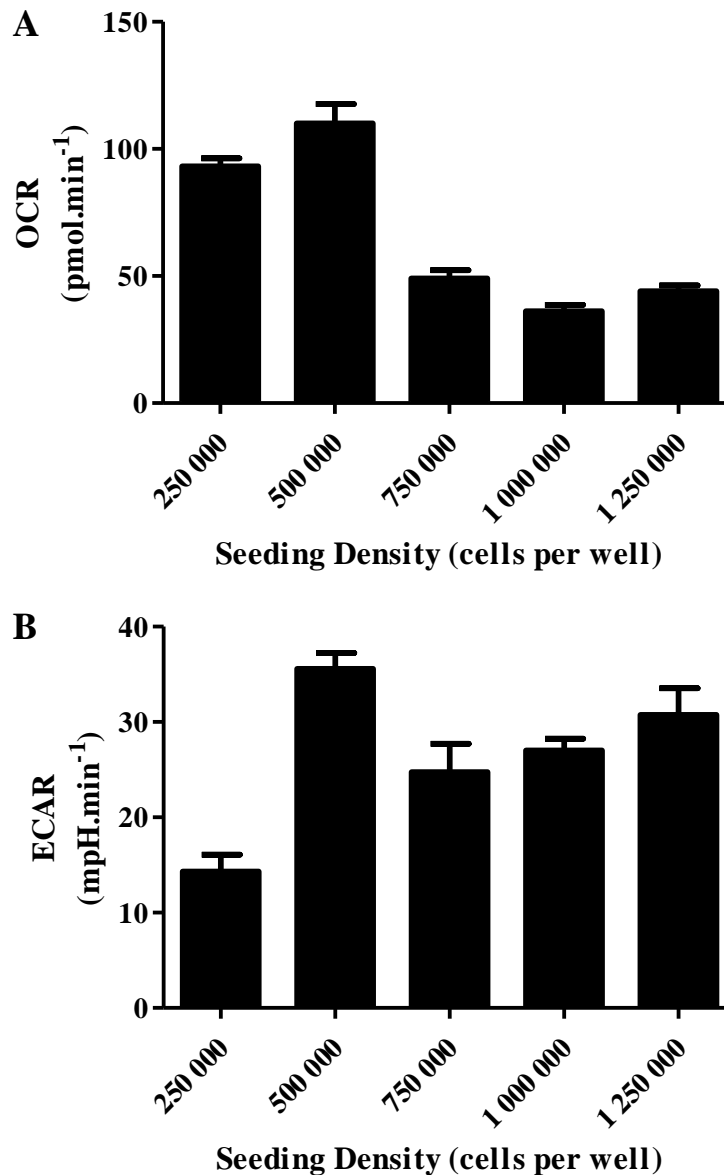 A
150
100
50
0
OCR
(pmol.min⁻¹)
250 000
500 000
750 000
1 000 000
1 250 000
Seeding Density (cells per well)
B
40
30
20
10
0
ECAR
(mpH.min⁻¹)
250 000
500 000
750 000
1 000 000
1 250 000
Seeding Density (cells per well)